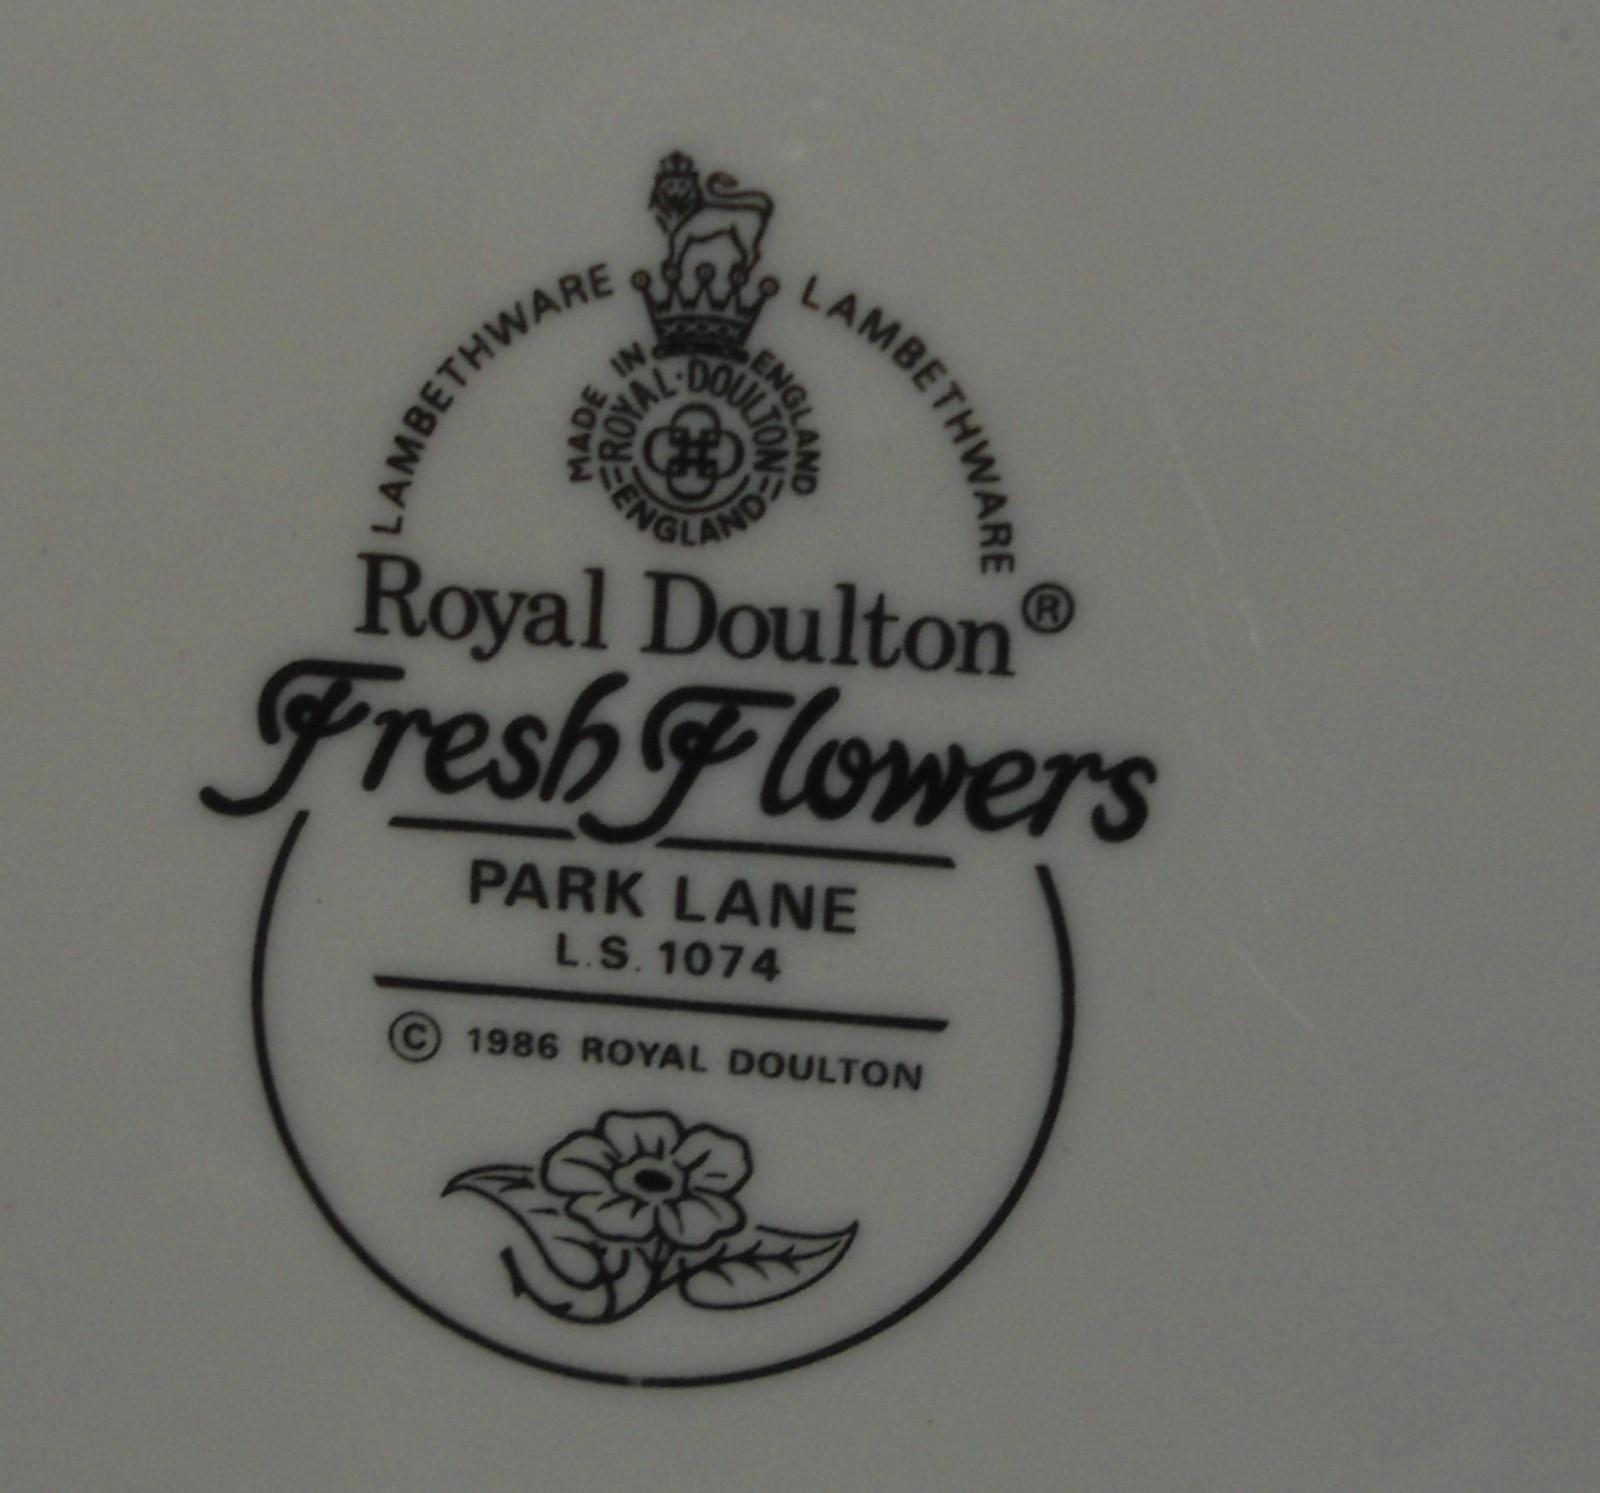 LAMBETHWARE LAMBETHWARE
MADE IN ENGLAND
ROYAL·DOULTON
ENGLAND
Royal Doulton®
Fresh Flowers
PARK LANE
L.S. 1074
© 1986 ROYAL DOULTON